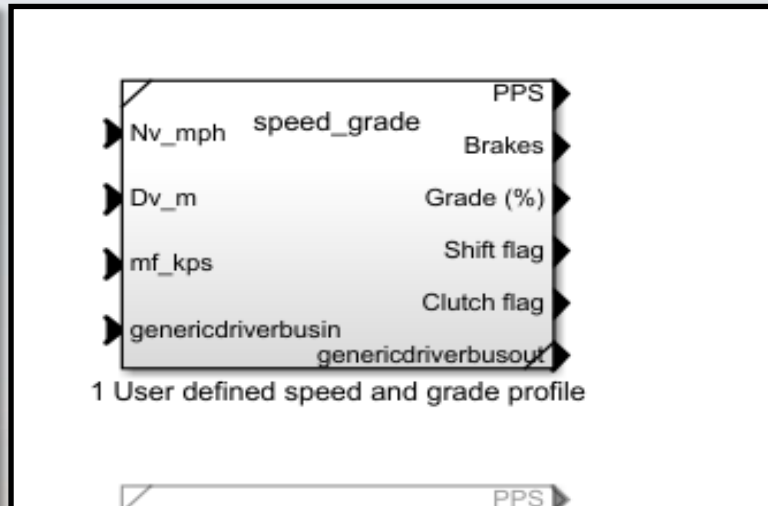 PPS
speed_grade
Nv_mph
Brakes
Dv_m
Grade (%)
Shift flag
mf_kps
Clutch flag
genericdriverbusin
genericdriverbusout
1 User defined speed and grade profile
PPS